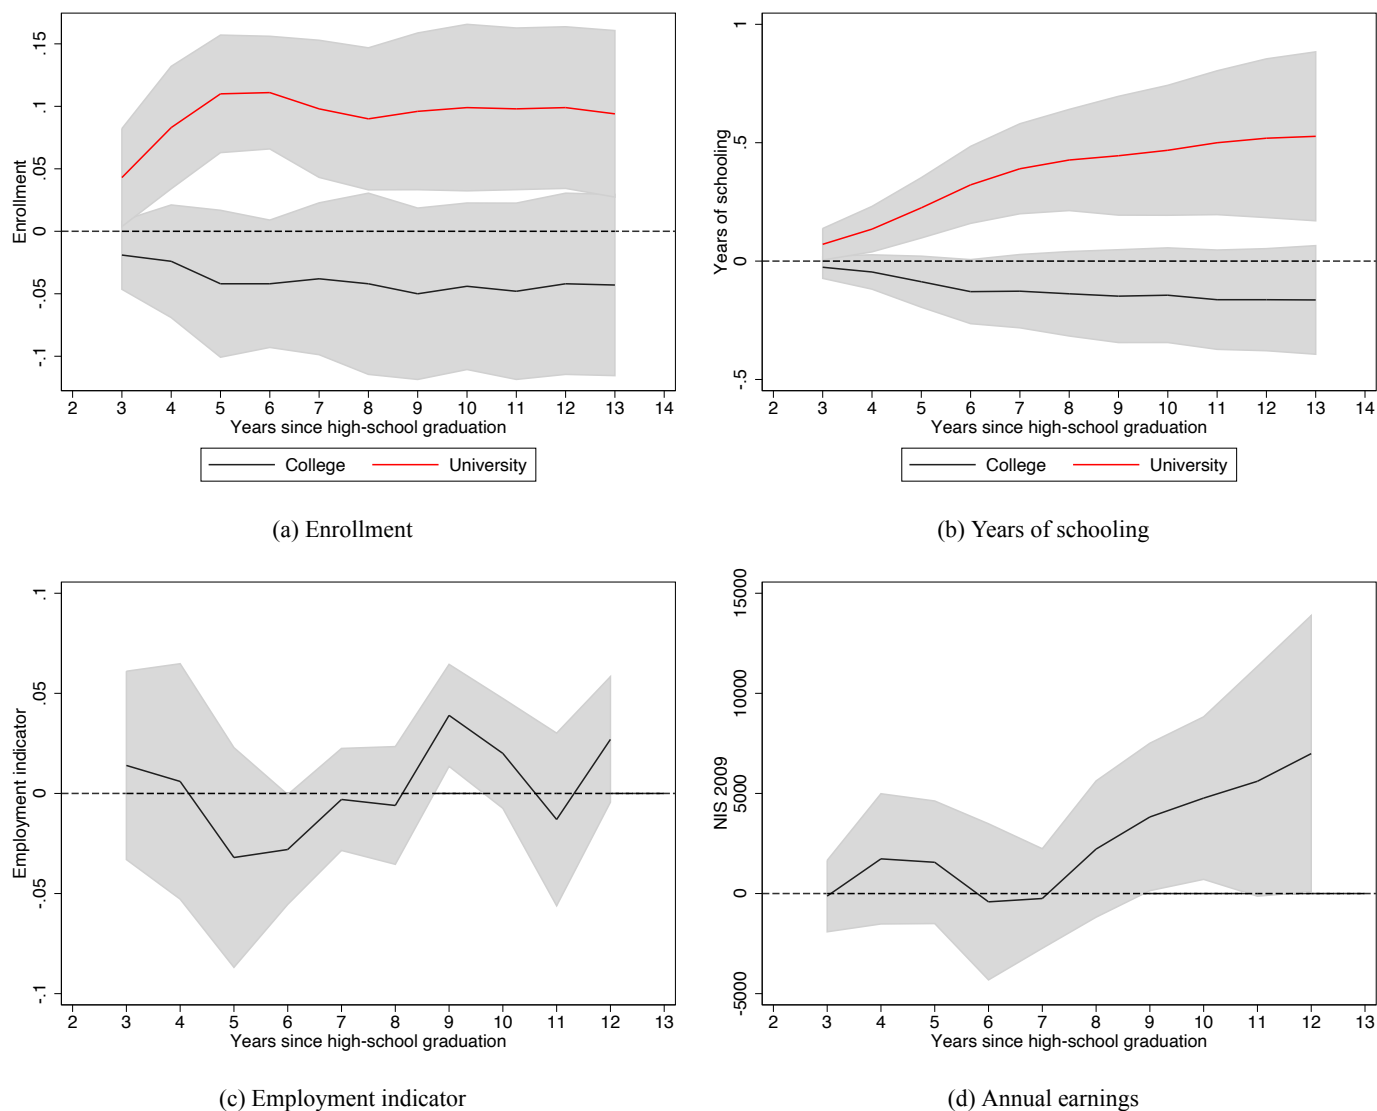 Enrollment
.15
.1
.05
0
-.05
-.1
2 3 4 5 6 7 8 9 10 11 12 13 14
Years since high-school graduation
College University
(a) Enrollment
Years of schooling
1
.5
0
-.5
2 3 4 5 6 7 8 9 10 11 12 13 14
Years since high-school graduation
College University
(b) Years of schooling
Employment indicator
.1
.05
0
-.05
-.1
2 3 4 5 6 7 8 9 10 11 12 13
Years since high-school graduation
(c) Employment indicator
NIS 2009
15000
10000
5000
0
-5000
2 3 4 5 6 7 8 9 10 11 12 13
Years since high-school graduation
(d) Annual earnings